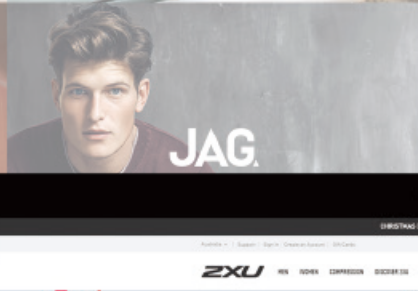 JAG.
CHRISTMAS
Australia | Support | Sign In Create an Account | Gift Cards
2XU MEN WOMEN COMPRESSION DISCOVER 2XU